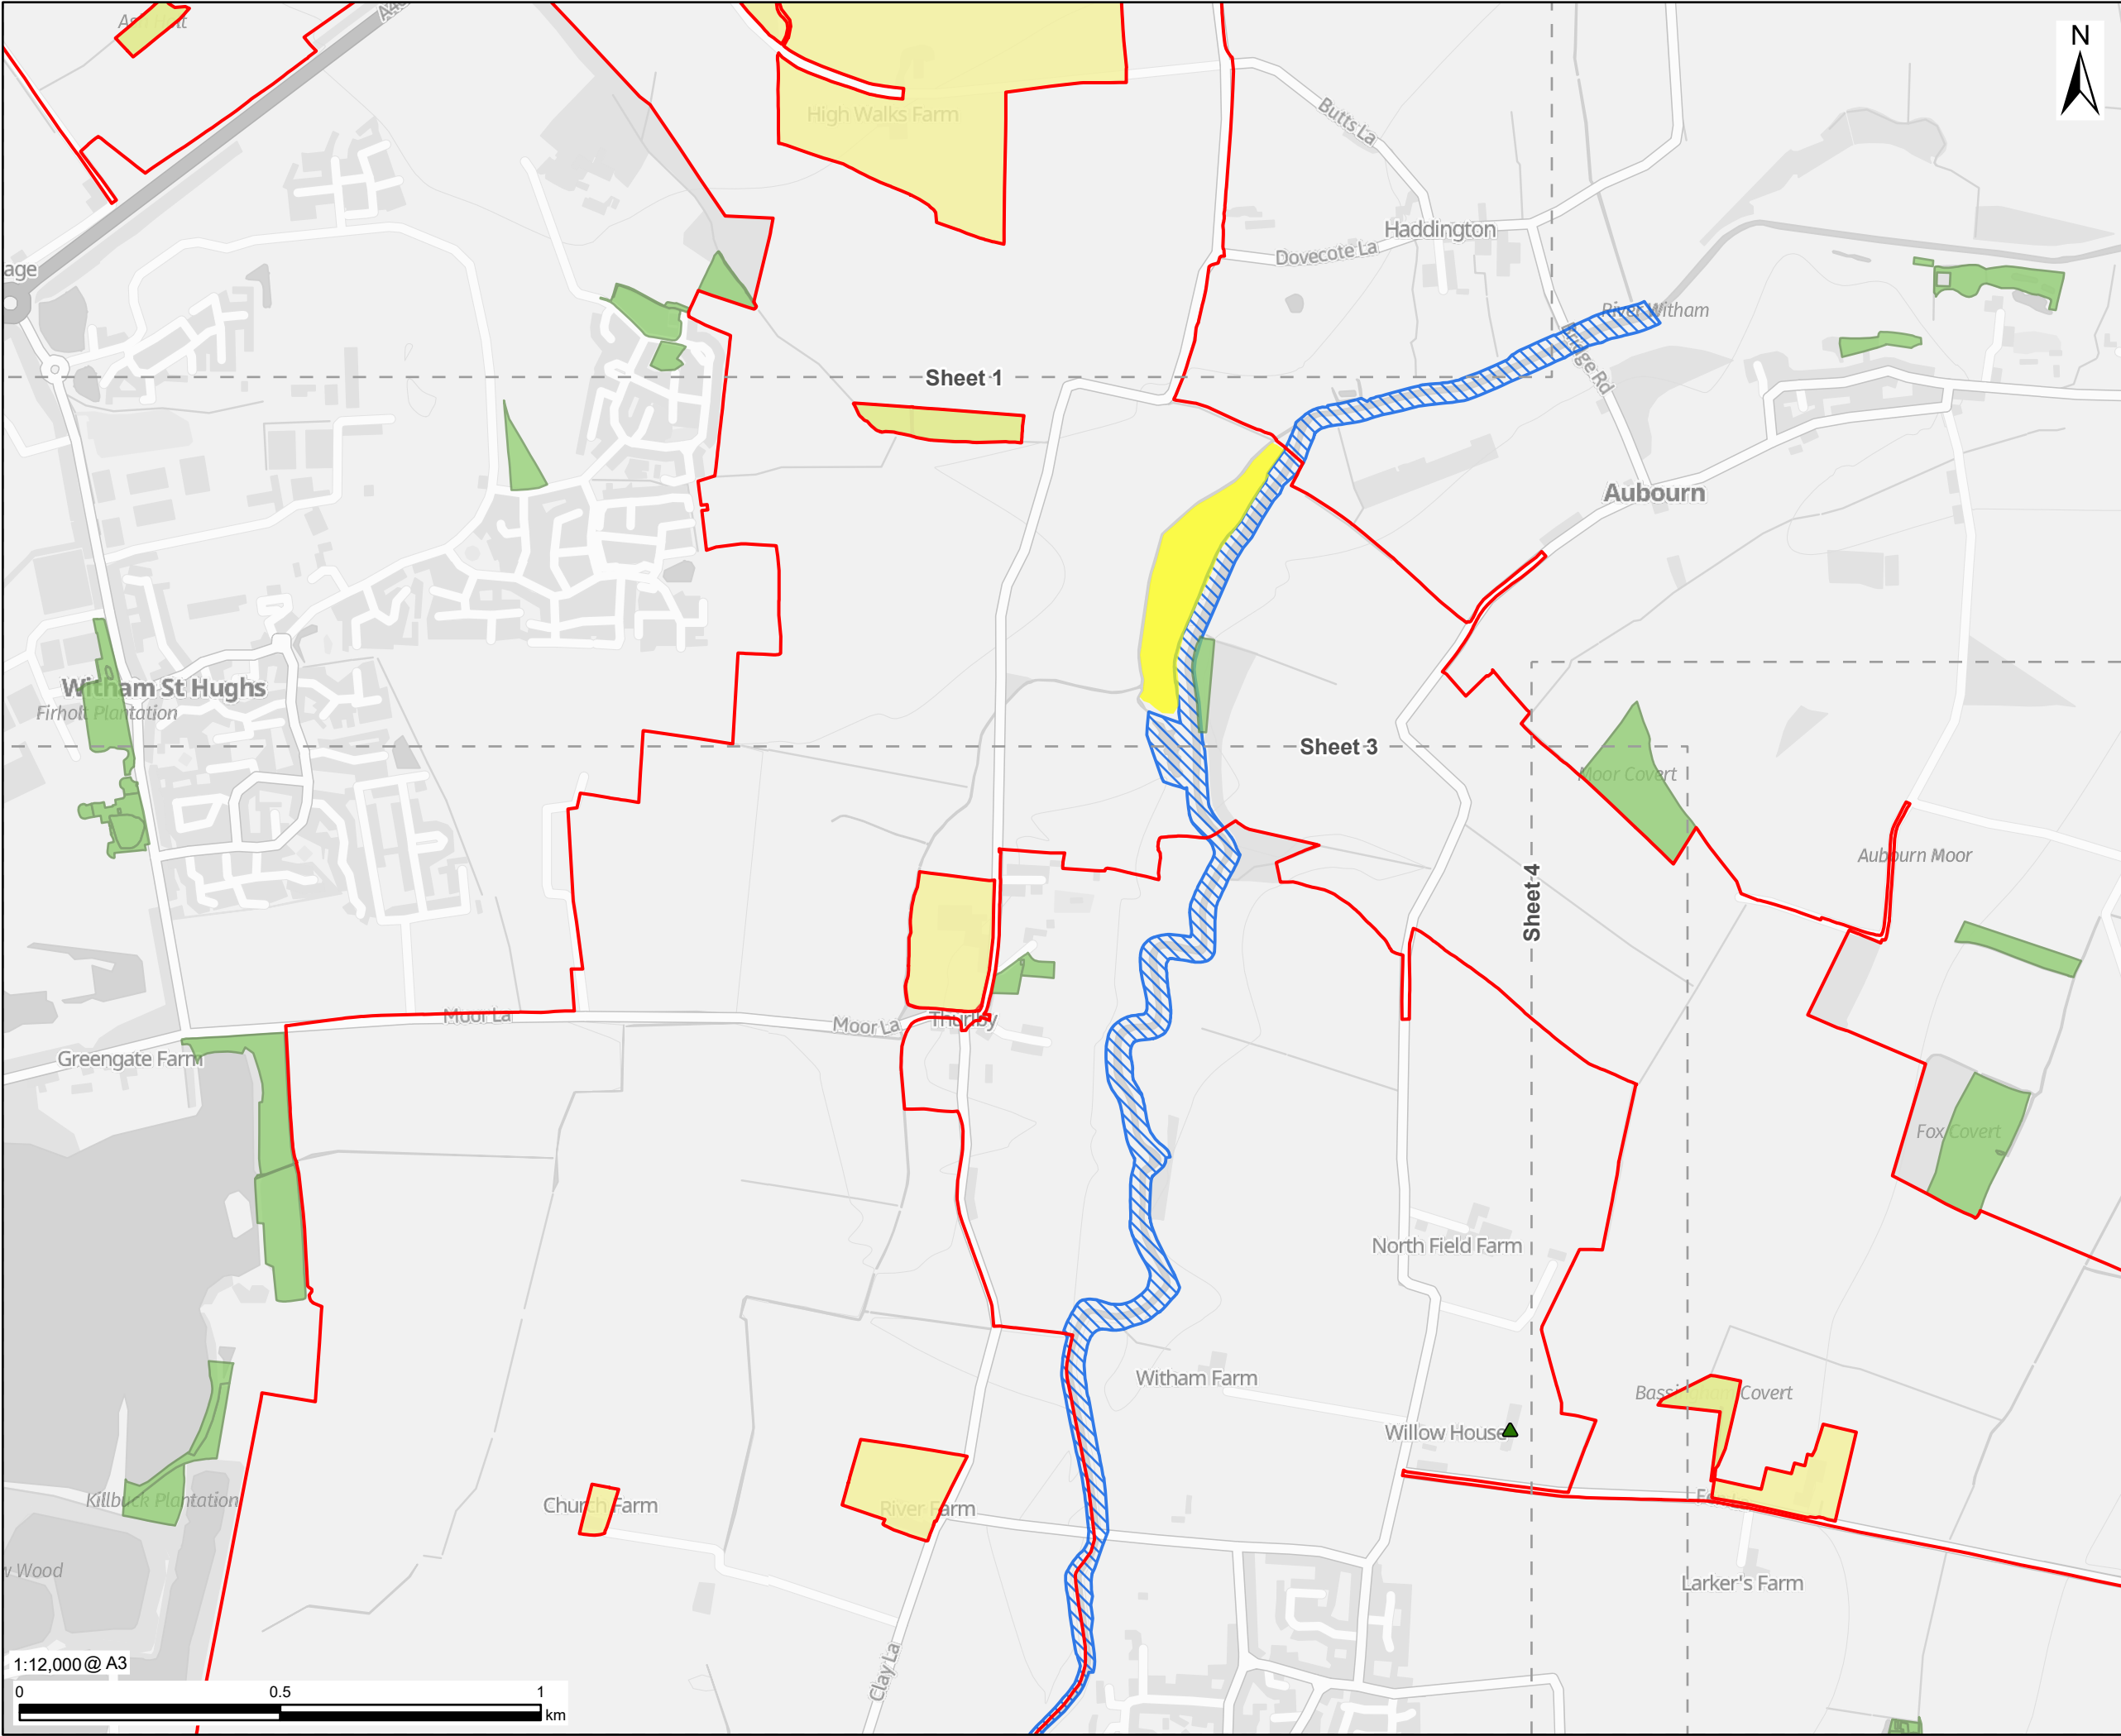 N
High Walks Farm
Butts La
Haddington
Dovecote La
age
River Witham
Sheet 1
Aubourn
Witham St Hughs
Firholt Plantation
Sheet 3
Moor Covert
Aubourn Moor
Sheet 4
Moor La
Moor La
Thurlby
Greengate Farm
Fox Covert
North Field Farm
Witham Farm
Willow House
Church Farm
River Farm
Killbuck Plantation
w Wood
Larker's Farm
Clay La
1:12,000 @ A3
0
0.5
1
km